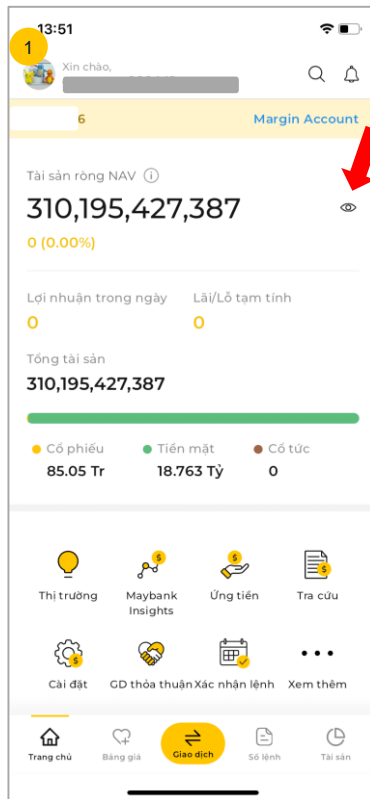 13:51
1
Xin chào,
6
Margin Account
Tài sản ròng NAV i
310,195,427,387
0 (0.00%)
Lợi nhuận trong ngày Lãi/Lỗ tạm tính
0 0
Tổng tài sản
310,195,427,387
Cổ phiếu Tiền mặt Cổ tức
85.05 Tr 18.763 Tỷ 0
Thị trường Maybank Insights Ứng tiền Tra cứu
Cài đặt GD thỏa thuận Xác nhận lệnh Xem thêm
Trang chủ Bảng giá Giao dịch Sổ lệnh Tài sản